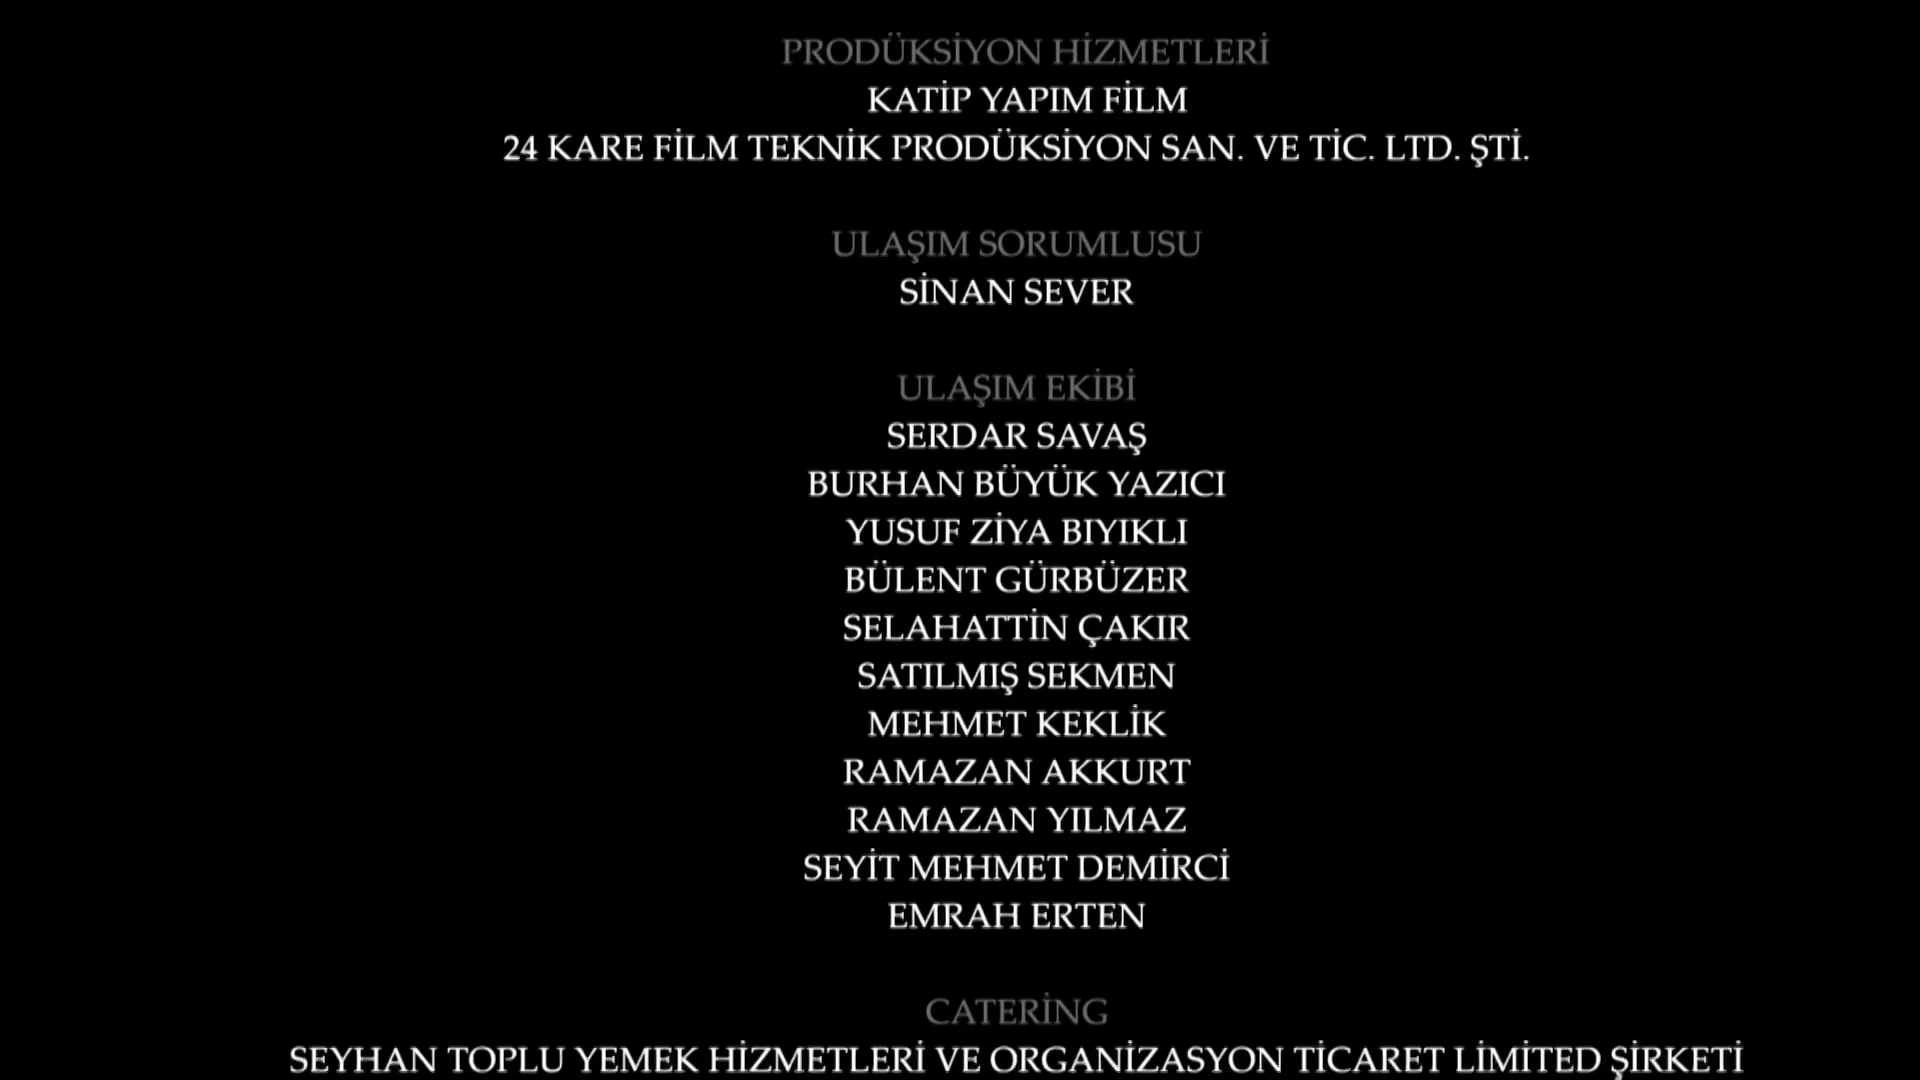 PRODÜKSİYON HİZMETLERİ
KATİP YAPIM FİLM
24 KARE FİLM TEKNİK PRODÜKSİYON SAN. VE TİC. LTD. ŞTİ.
ULAŞIM SORUMLUSU
SİNAN SEVER
ULAŞIM EKİBİ
SERDAR SAVAŞ
BURHAN BÜYÜK YAZICI
YUSUF ZİYA BIYIKLI
BÜLENT GÜRBÜZER
SELAHATTİN ÇAKIR
SATILMIŞ SEKMEN
MEHMET KEKLİK
RAMAZAN AKKURT
RAMAZAN YILMAZ
SEYİT MEHMET DEMİRCİ
EMRAH ERTEN
CATERİNG
SEYHAN TOPLU YEMEK HİZMETLERİ VE ORGANİZASYON TİCARET LİMİTED ŞİRKETİ